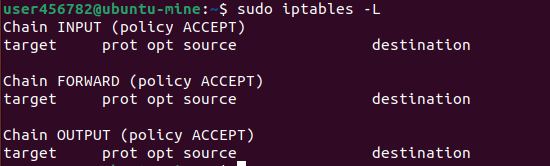 user456782@ubuntu-mine:~$ sudo iptables -L
Chain INPUT (policy ACCEPT)
target     prot opt source               destination
Chain FORWARD (policy ACCEPT)
target     prot opt source               destination
Chain OUTPUT (policy ACCEPT)
target     prot opt source               destination